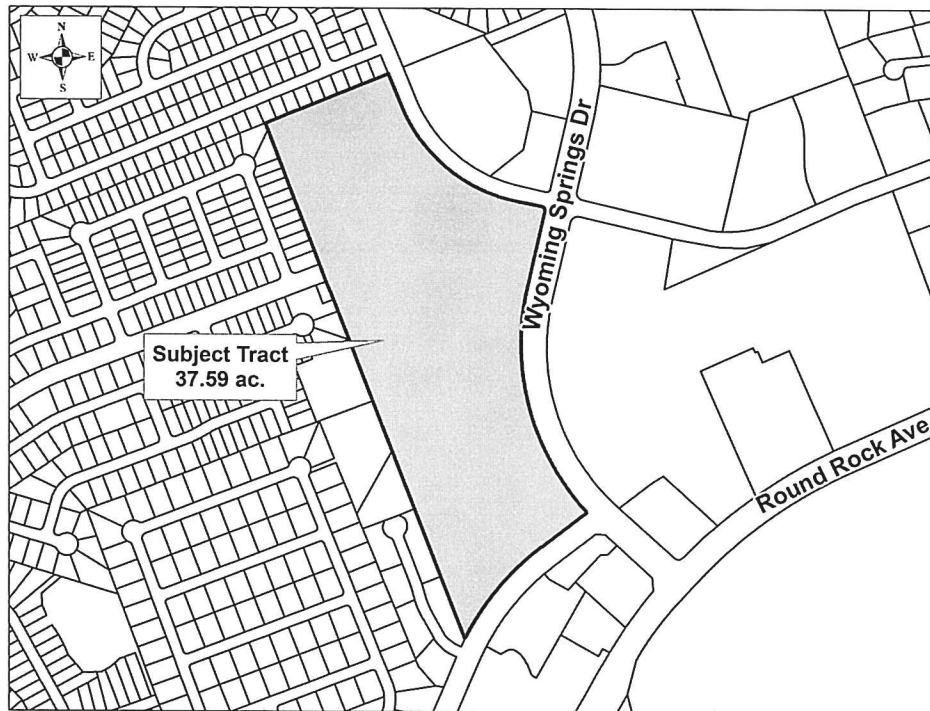 N
W E
S
Wyoming Springs Dr
Subject Tract
37.59 ac.
Round Rock Ave